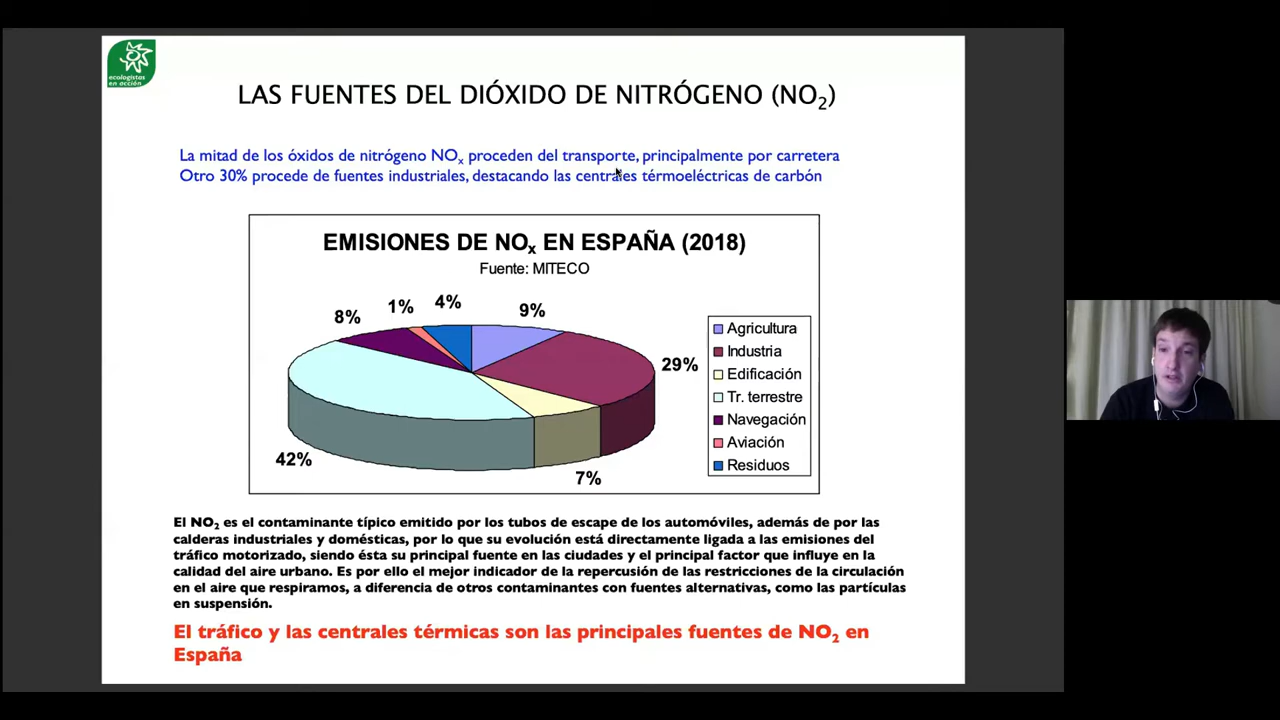 ecologistas
en acción
LAS FUENTES DEL DIÓXIDO DE NITRÓGENO (NO₂)
La mitad de los óxidos de nitrógeno NOₓ proceden del transporte, principalmente por carretera
Otro 30% procede de fuentes industriales, destacando las centrales térmoeléctricas de carbón
EMISIONES DE NOₓ EN ESPAÑA (2018)
Fuente: MITECO
8%
1%
4%
9%
29%
42%
7%
Agricultura
Industria
Edificación
Tr. terrestre
Navegación
Aviación
Residuos
El NO₂ es el contaminante típico emitido por los tubos de escape de los automóviles, además de por las
calderas industriales y domésticas, por lo que su evolución está directamente ligada a las emisiones del
tráfico motorizado, siendo ésta su principal fuente en las ciudades y el principal factor que influye en la
calidad del aire urbano. Es por ello el mejor indicador de la repercusión de las restricciones de la circulación
en el aire que respiramos, a diferencia de otros contaminantes con fuentes alternativas, como las partículas
en suspensión.
El tráfico y las centrales térmicas son las principales fuentes de NO₂ en
España